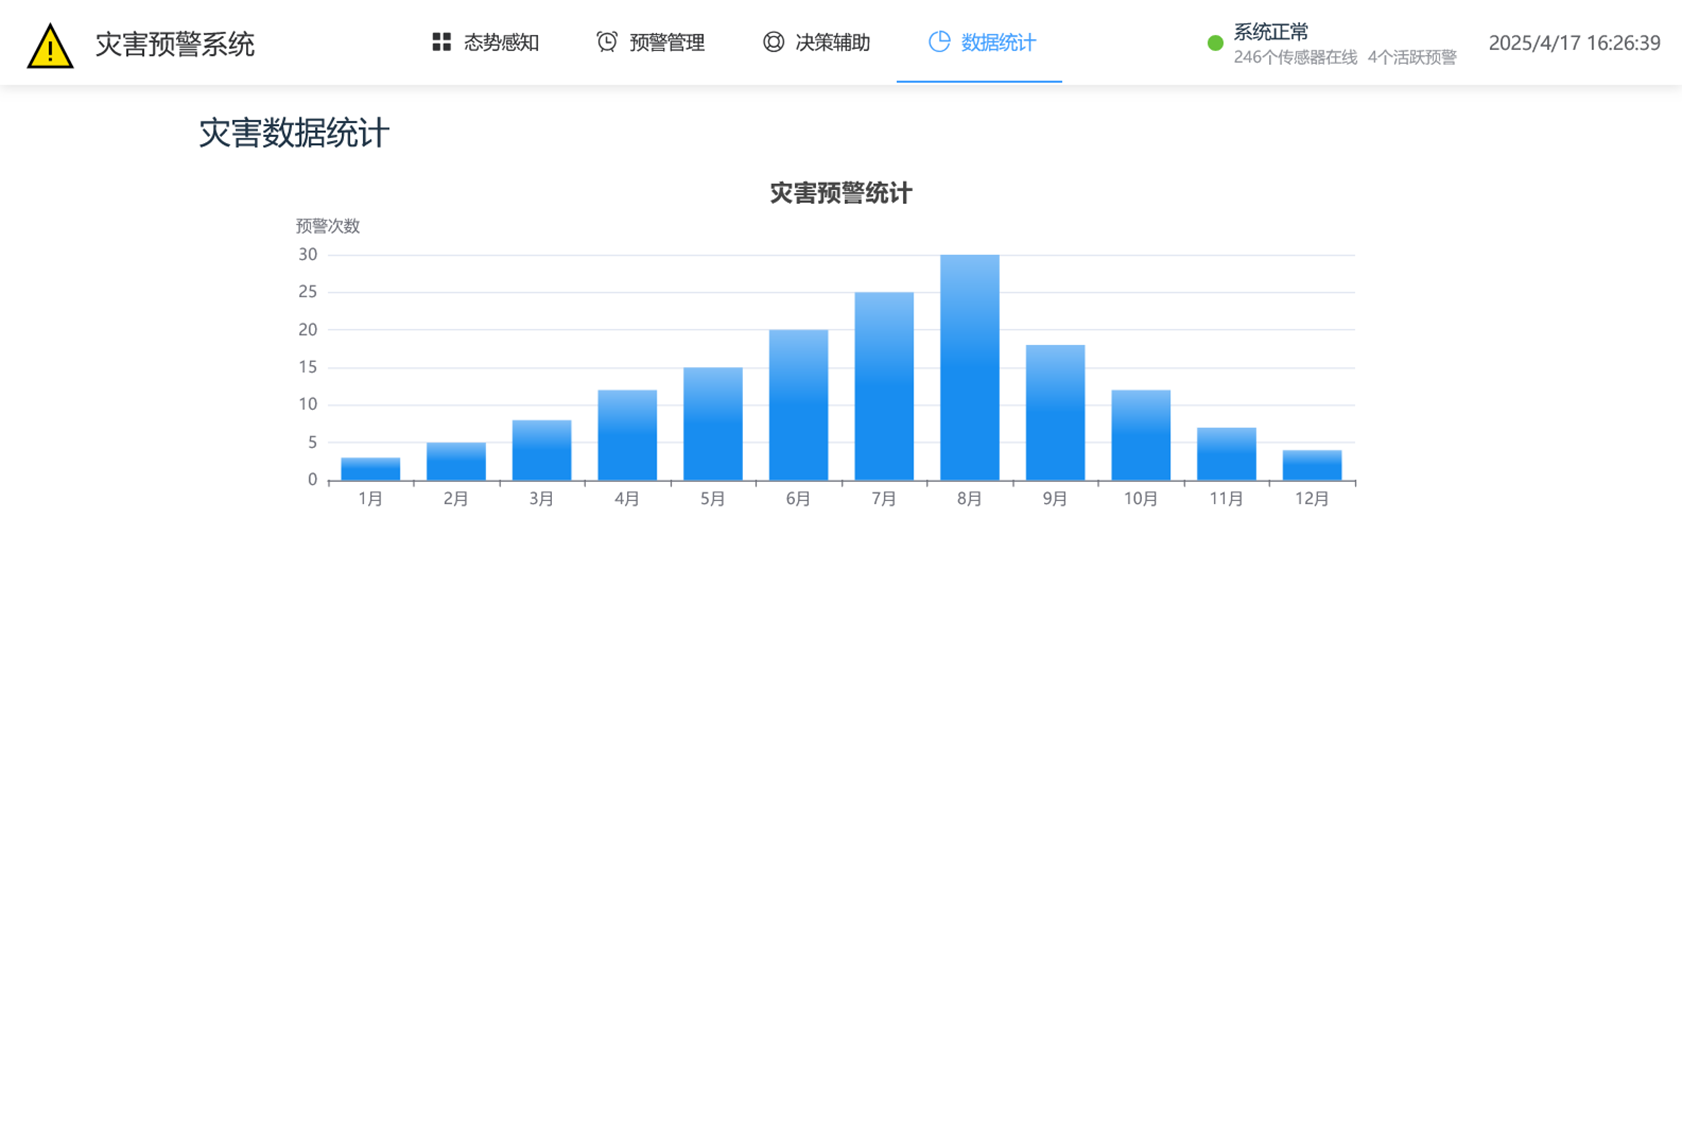 灾害预警系统
态势感知
预警管理
决策辅助
数据统计
系统正常
246个传感器在线 4个活跃预警
2025/4/17 16:26:39
灾害数据统计
灾害预警统计
预警次数
30
25
20
15
10
5
0
1月 2月 3月 4月 5月 6月 7月 8月 9月 10月 11月 12月